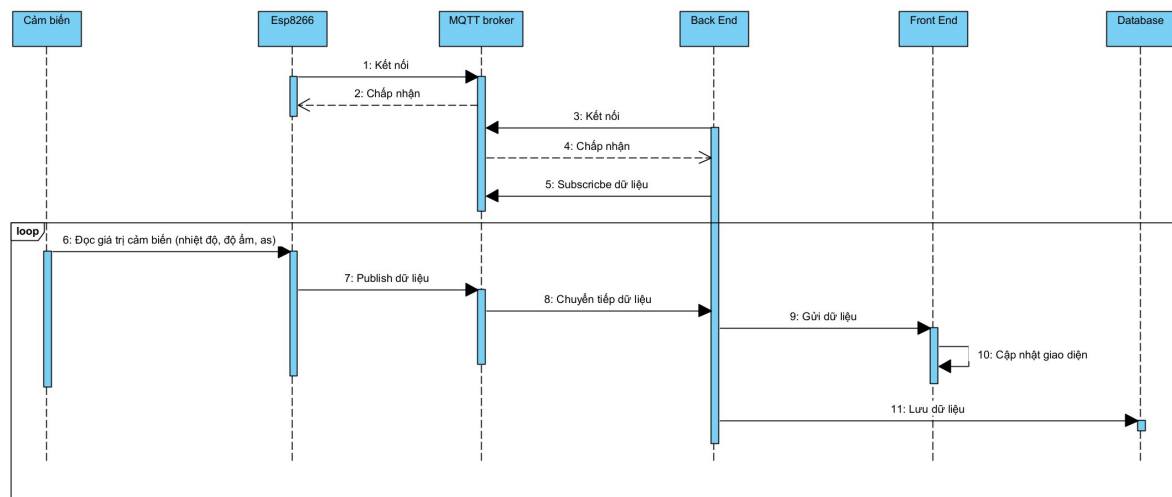 Cảm biến
Esp8266
MQTT broker
Back End
Front End
Database
1: Kết nối
2: Chấp nhận
3: Kết nối
4: Chấp nhận
5: Subscricbe dữ liệu
loop
6: Đọc giá trị cảm biến (nhiệt độ, độ ẩm, as)
7: Publish dữ liệu
8: Chuyển tiếp dữ liệu
9: Gửi dữ liệu
10: Cập nhật giao diện
11: Lưu dữ liệu